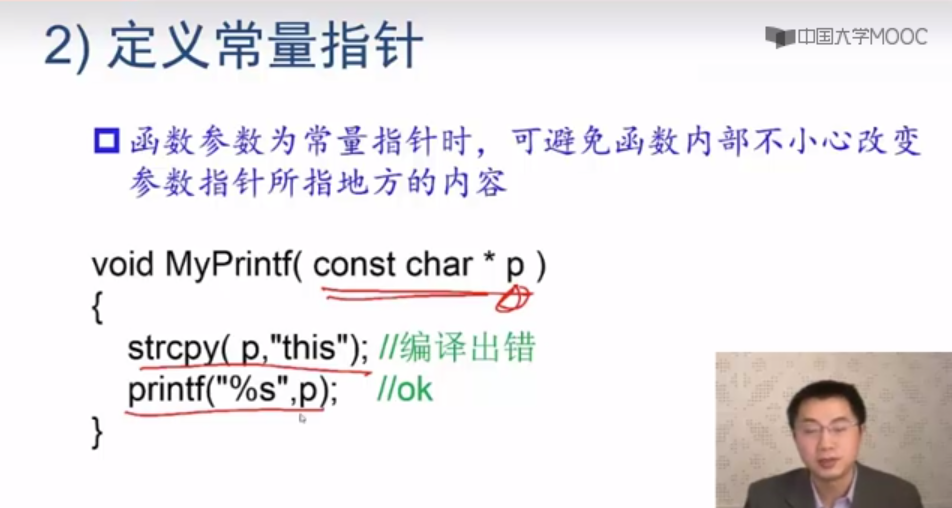 2) 定义常量指针
中国大学MOOC
函数参数为常量指针时，可避免函数内部不小心改变
参数指针所指地方的内容
void MyPrintf( const char * p )
{
strcpy( p,"this"); //编译出错
printf("%s",p); //ok
}